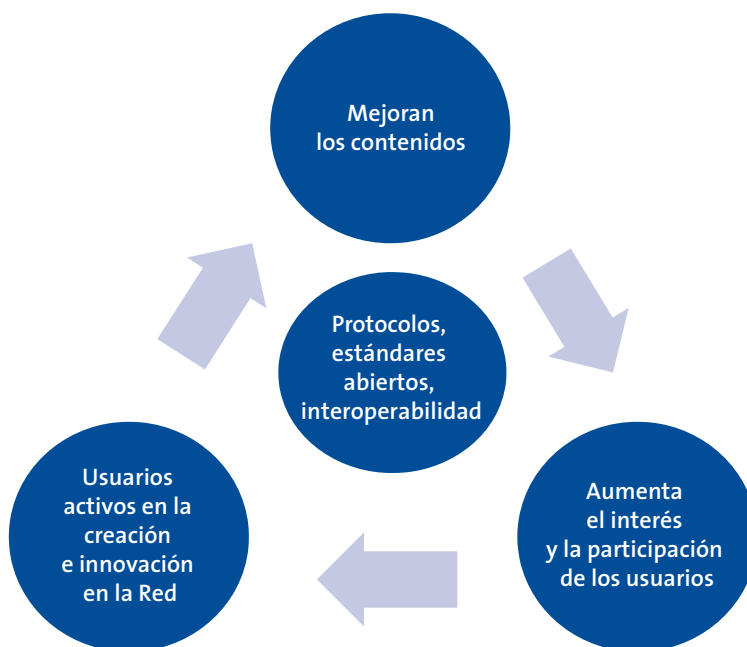 Mejoran
los contenidos
Protocolos,
estándares
abiertos,
interoperabilidad
Usuarios
activos en la
creación
e innovación
en la Red
Aumenta
el interés
y la participación
de los usuarios